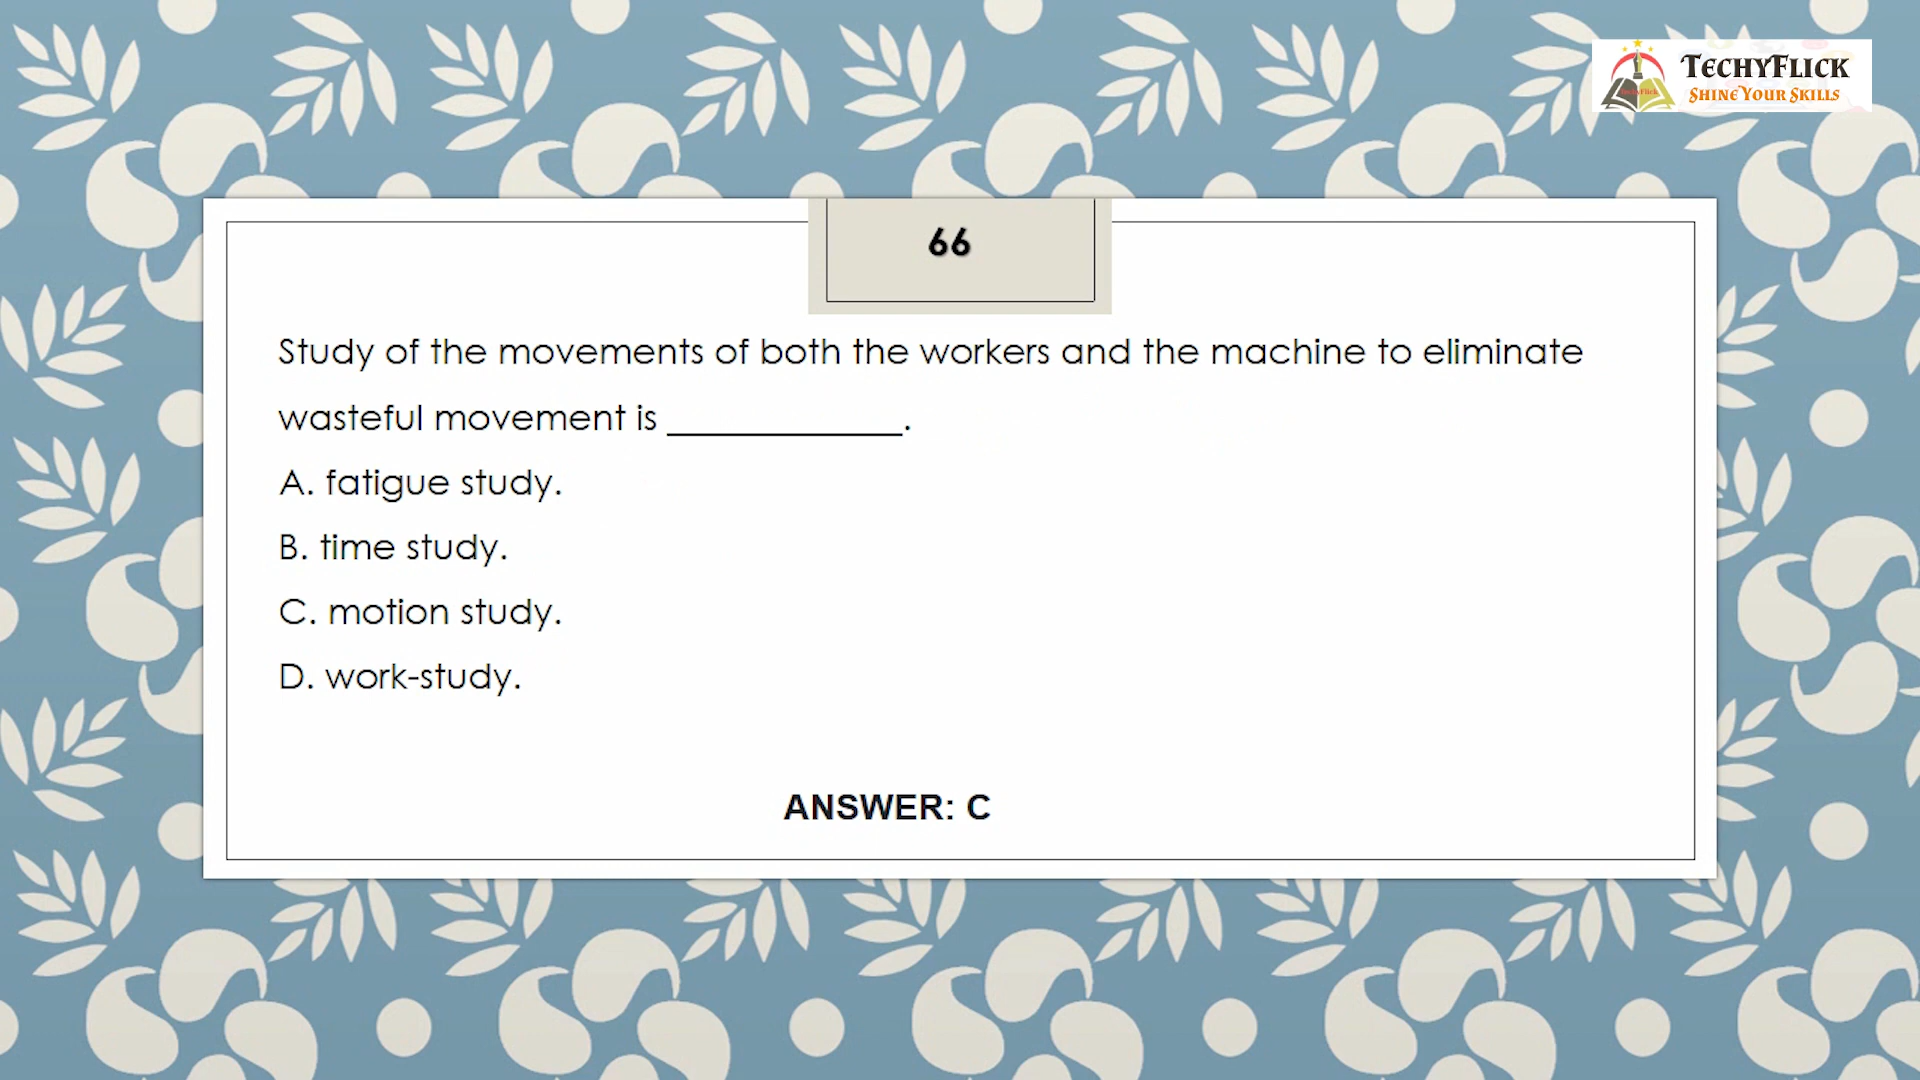 TECHYFLICK
SHINE YOUR SKILLS
66
Study of the movements of both the workers and the machine to eliminate
wasteful movement is _____________.
A. fatigue study.
B. time study.
C. motion study.
D. work-study.
ANSWER: C